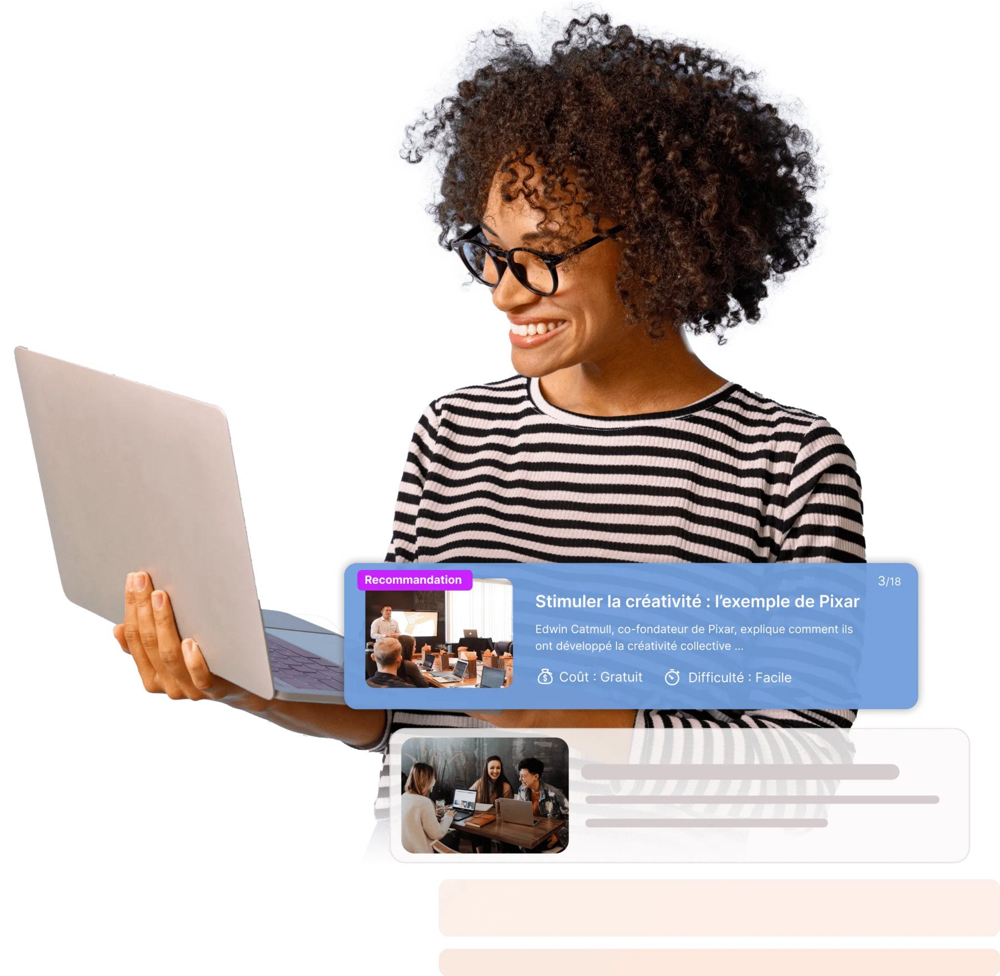 Recommandation
3/18
Stimuler la créativité : l’exemple de Pixar
Edwin Catmull, co-fondateur de Pixar, explique comment ils
ont développé la créativité collective ...
Coût : Gratuit
Difficulté : Facile